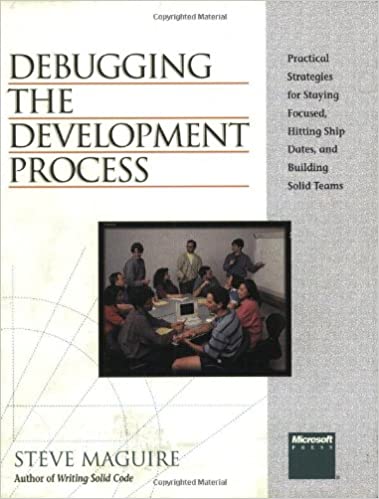 Copyrighted Material
DEBUGGING
THE
DEVELOPMENT
PROCESS
Practical
Strategies
for Staying
Focused,
Hitting Ship
Dates, and
Building
Solid Teams
STEVE MAGUIRE
Author of Writing Solid Code
Microsoft
PRESS
Copyrighted Material